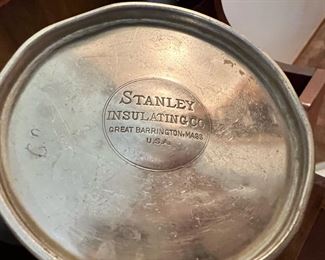 STANLEY
INSULATING CO
GREAT BARRINGTON, MASS.
U.S.A.